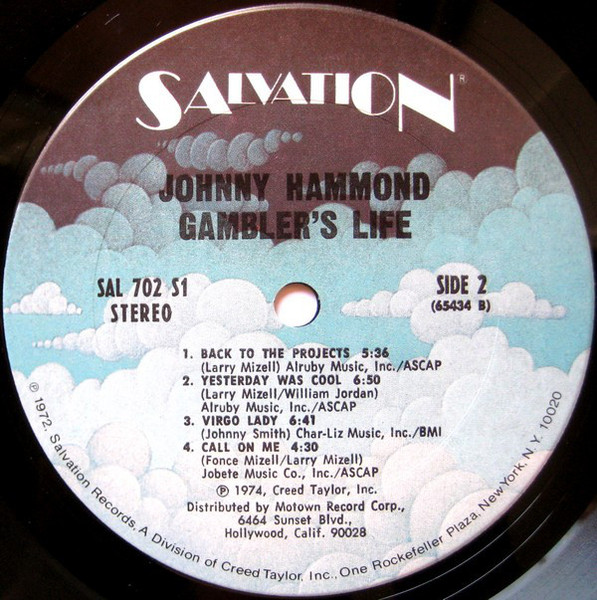 SALVATION®
JOHNNY HAMMOND
GAMBLER'S LIFE
SAL 702 S1
STEREO
SIDE 2
(65434 B)
1. BACK TO THE PROJECTS 5:36
(Larry Mizell) Alruby Music, Inc./ASCAP
2. YESTERDAY WAS COOL 6:50
(Larry Mizell/William Jordan)
Alruby Music, Inc./ASCAP
3. VIRGO LADY 6:41
(Johnny Smith) Char-Liz Music, Inc./BMI
4. CALL ON ME 4:30
(Fonce Mizell/Larry Mizell)
Jobete Music Co., Inc./ASCAP
℗ 1974, Creed Taylor, Inc.
Distributed by Motown Record Corp.,
6464 Sunset Blvd.,
Hollywood, Calif. 90028
℗ 1972, Salvation Records, A Division of Creed Taylor, Inc., One Rockefeller Plaza, New York, N.Y. 10020